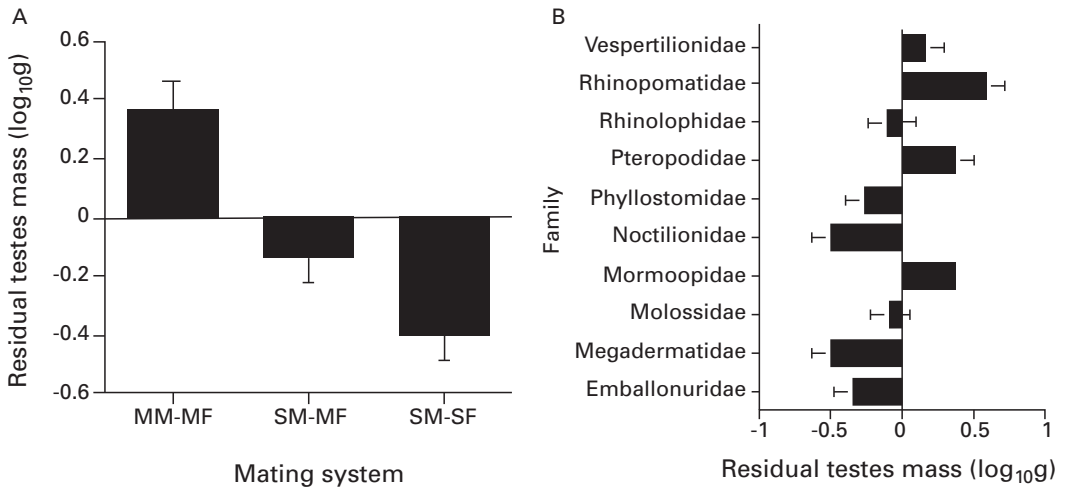 A
Residual testes mass (log10g)
0.6
0.4
0.2
0
-0.2
-0.4
-0.6
MM-MF SM-MF SM-SF
Mating system
B
Family
Vespertilionidae
Rhinopomatidae
Rhinolophidae
Pteropodidae
Phyllostomidae
Noctilionidae
Mormoopidae
Molossidae
Megadermatidae
Emballonuridae
-1 -0.5 0 0.5 1
Residual testes mass (log10g)